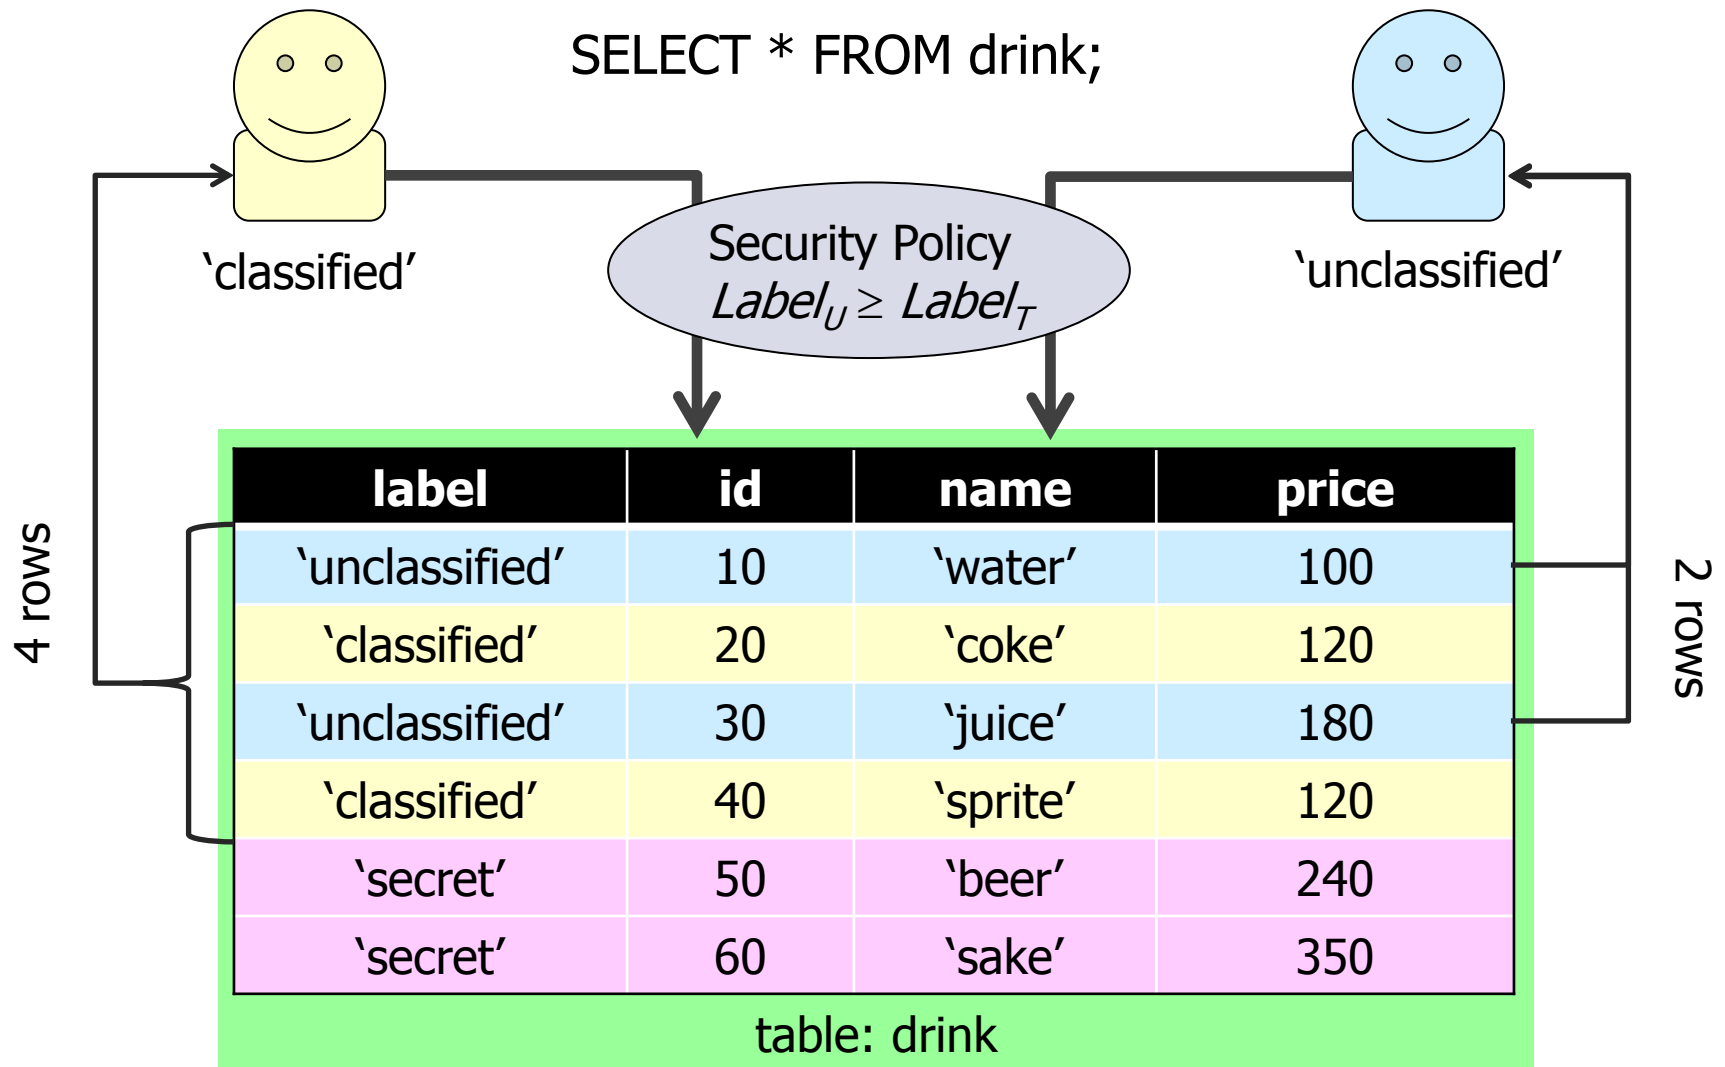 SELECT * FROM drink;
‘classified’
Security Policy
Label_U ≥ Label_T
‘unclassified’
4 rows
2 rows
label id name price
‘unclassified’ 10 ‘water’ 100
‘classified’ 20 ‘coke’ 120
‘unclassified’ 30 ‘juice’ 180
‘classified’ 40 ‘sprite’ 120
‘secret’ 50 ‘beer’ 240
‘secret’ 60 ‘sake’ 350
table: drink